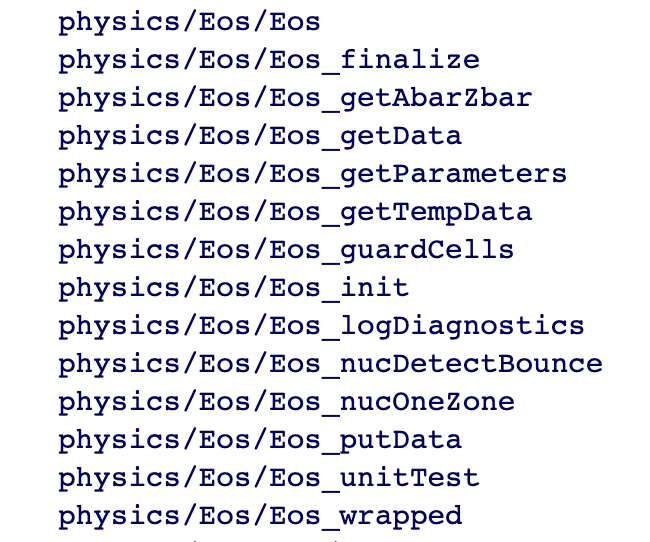 physics/Eos/Eos
physics/Eos/Eos_finalize
physics/Eos/Eos_getAbarZbar
physics/Eos/Eos_getData
physics/Eos/Eos_getParameters
physics/Eos/Eos_getTempData
physics/Eos/Eos_guardCells
physics/Eos/Eos_init
physics/Eos/Eos_logDiagnostics
physics/Eos/Eos_nucDetectBounce
physics/Eos/Eos_nucOneZone
physics/Eos/Eos_putData
physics/Eos/Eos_unitTest
physics/Eos/Eos_wrapped